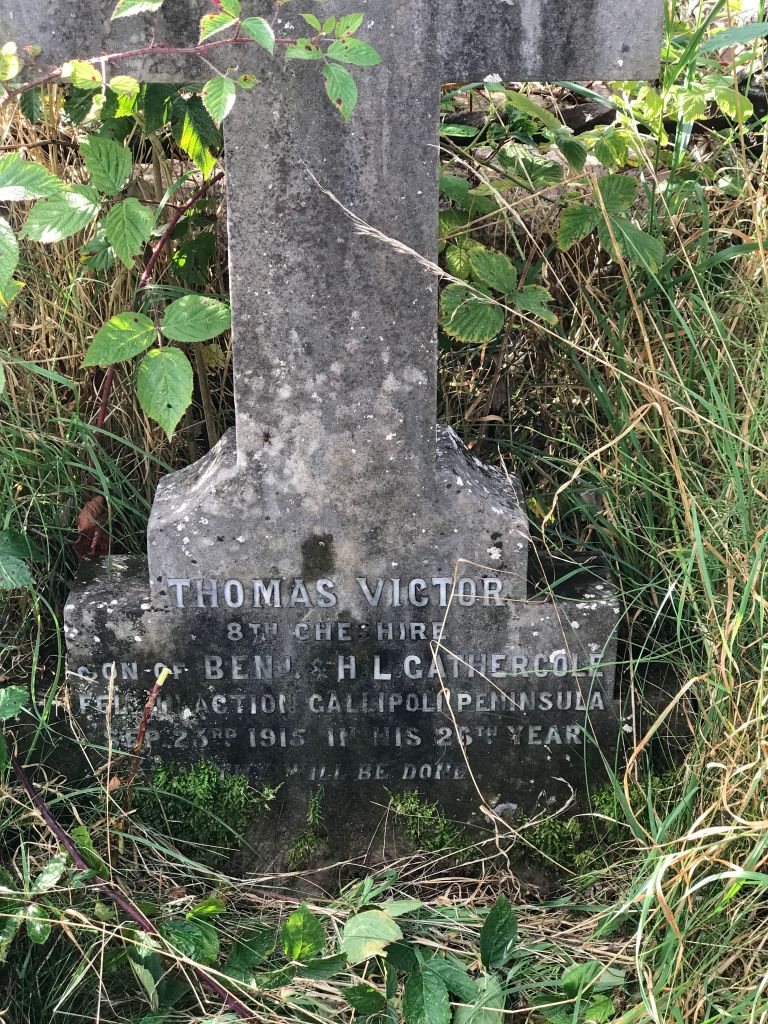 THOMAS VICTOR
8TH CHESHIRE
SON OF BENJ. & H.L. GATHERCOLE
FELL IN ACTION GALLIPOLI PENINSULA
SEP. 23RD 1915 IN HIS 26TH YEAR
THY WILL BE DONE.